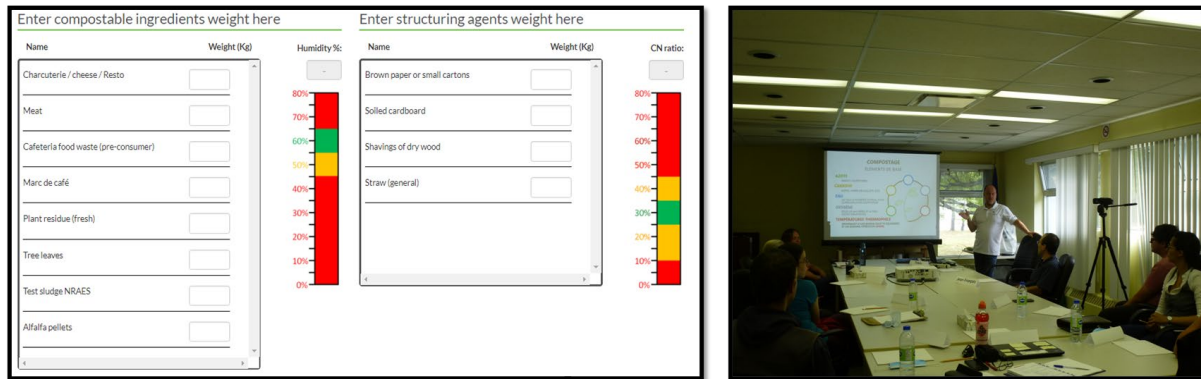 Enter compostable ingredients weight here
Name Weight (Kg) Humidity %:
-
Charcuterie / cheese / Resto
Meat
Cafeteria food waste (pre-consumer)
Marc de café
Plant residue (fresh)
Tree leaves
Test sludge NRAES
Alfalfa pellets
80%
70%
60%
50%
40%
30%
20%
10%
0%
Enter structuring agents weight here
Name Weight (Kg) CN ratio:
-
Brown paper or small cartons
Soiled cardboard
Shavings of dry wood
Straw (general)
80%
70%
60%
50%
40%
30%
20%
10%
0%
COMPOSTAGE